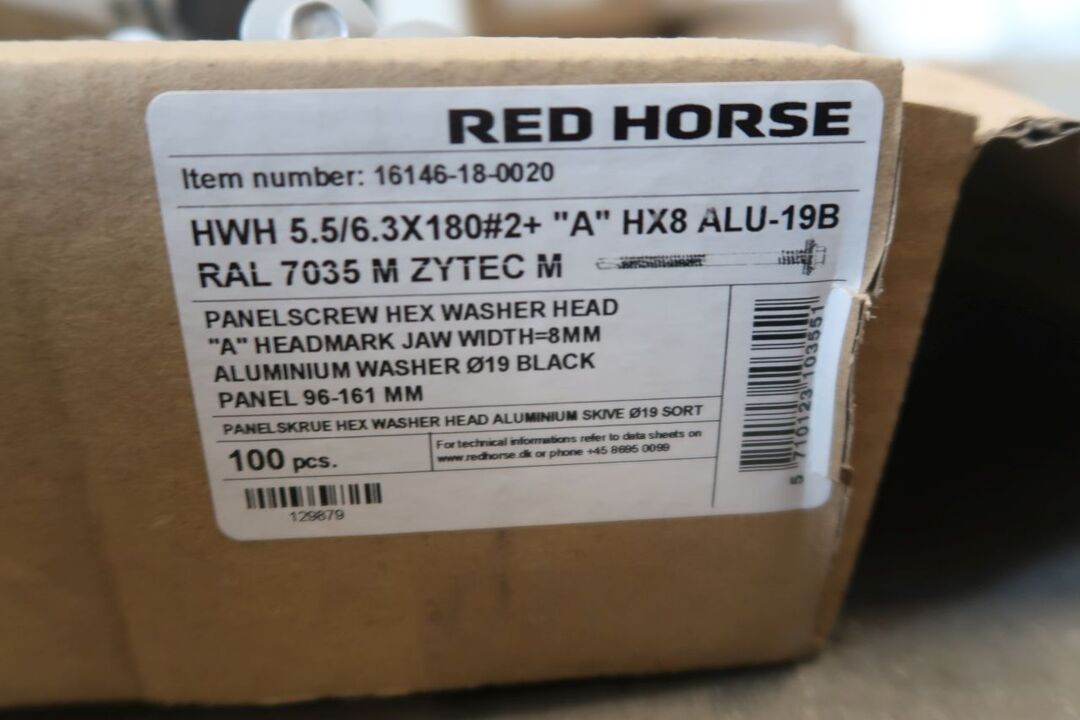 RED HORSE
Item number: 16146-18-0020
HWH 5.5/6.3X180#2+ "A" HX8 ALU-19B
RAL 7035 M ZYTEC M
PANELSCREW HEX WASHER HEAD
"A" HEADMARK JAW WIDTH=8MM
ALUMINIUM WASHER Ø19 BLACK
PANEL 96-161 MM
PANELSKRUE HEX WASHER HEAD ALUMINIUM SKIVE Ø19 SORT
100 pcs.
For technical informations refer to data sheets on
www.redhorse.dk or phone +45 8695 0099
129879
5 710123 103551